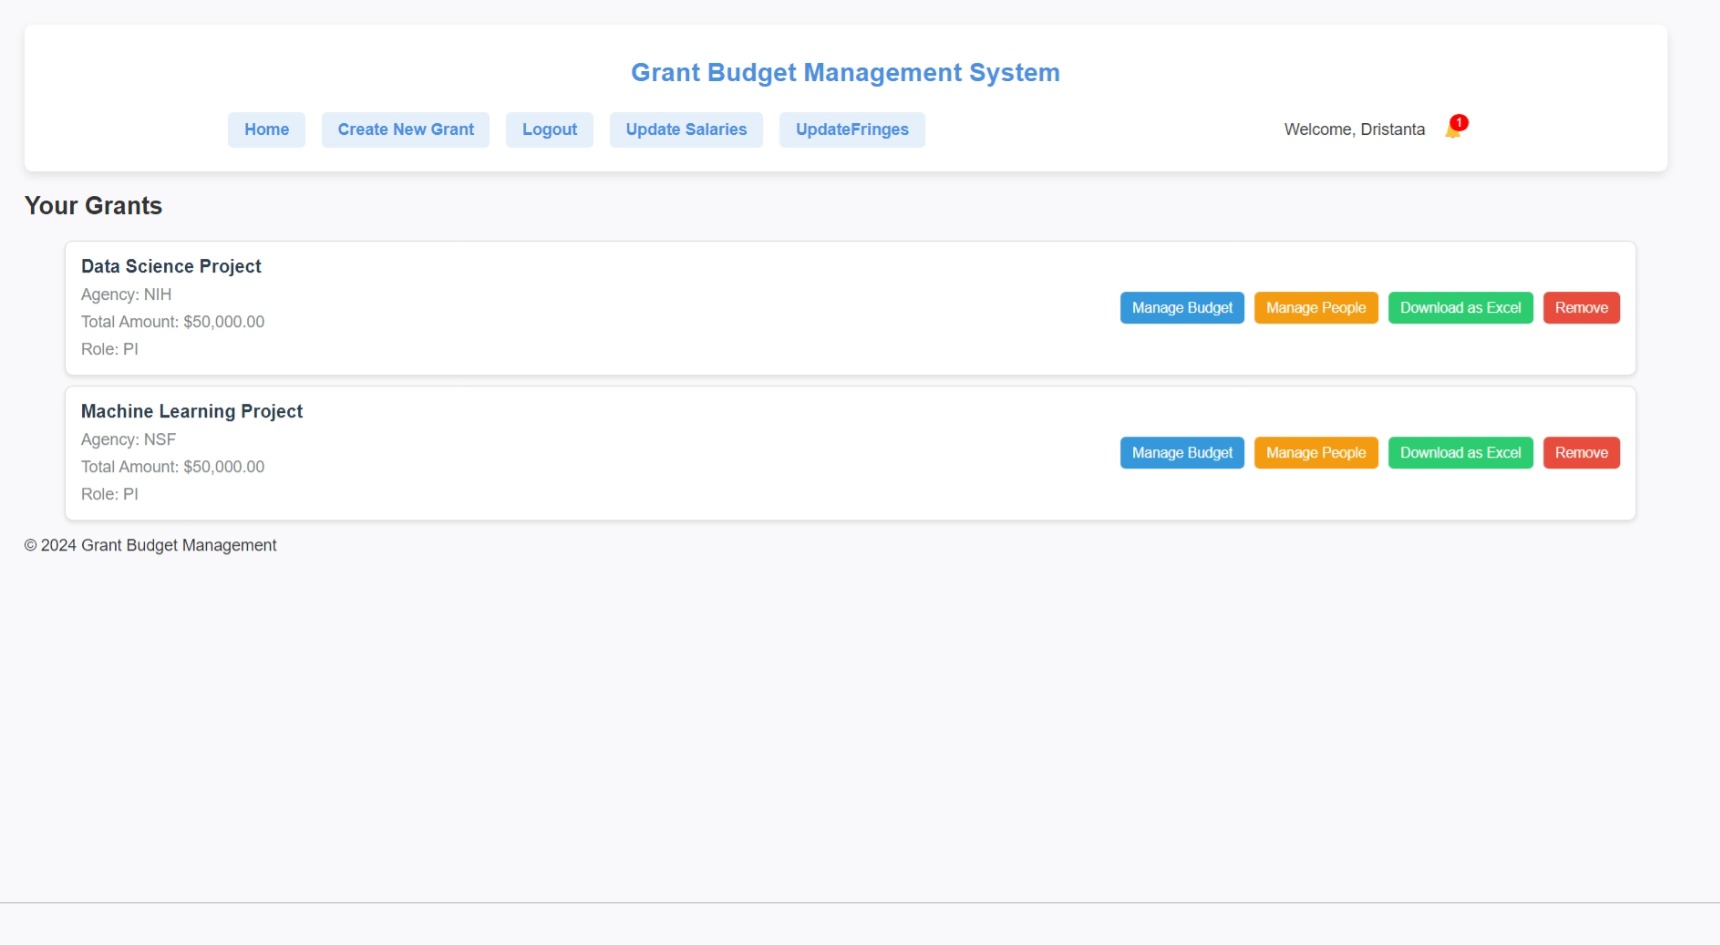 Grant Budget Management System
Home Create New Grant Logout Update Salaries UpdateFringes Welcome, Dristanta 1
Your Grants
Data Science Project
Agency: NIH
Total Amount: $50,000.00
Role: PI
Manage Budget Manage People Download as Excel Remove
Machine Learning Project
Agency: NSF
Total Amount: $50,000.00
Role: PI
Manage Budget Manage People Download as Excel Remove
© 2024 Grant Budget Management